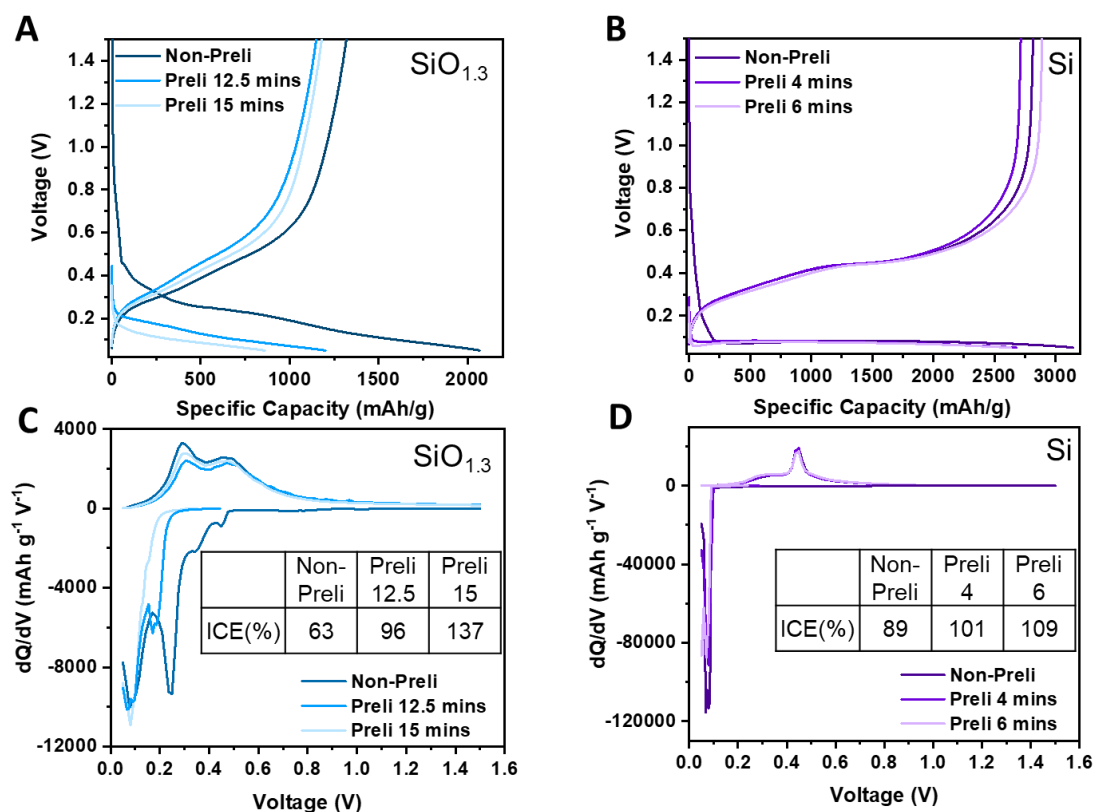 A
SiO1.3
Non-Preli
Preli 12.5 mins
Preli 15 mins
Voltage (V)
1.4
1.2
1.0
0.8
0.6
0.4
0.2
0
500
1000
1500
2000
Specific Capacity (mAh/g)
B
Si
Non-Preli
Preli 4 mins
Preli 6 mins
Voltage (V)
1.4
1.2
1.0
0.8
0.6
0.4
0.2
0
500
1000
1500
2000
2500
3000
Specific Capacity (mAh/g)
C
SiO1.3
dQ/dV (mAh g-1 V-1)
4000
0
-4000
-8000
-12000
Non-Preli Preli 12.5 Preli 15
ICE(%) 63 96 137
Non-Preli
Preli 12.5 mins
Preli 15 mins
0.0 0.2 0.4 0.6 0.8 1.0 1.2 1.4 1.6
Voltage (V)
D
Si
dQ/dV (mAh g-1 V-1)
0
-40000
-80000
-120000
Non-Preli Preli 4 Preli 6
ICE(%) 89 101 109
Non-Preli
Preli 4 mins
Preli 6 mins
0.0 0.2 0.4 0.6 0.8 1.0 1.2 1.4 1.6
Voltage (V)